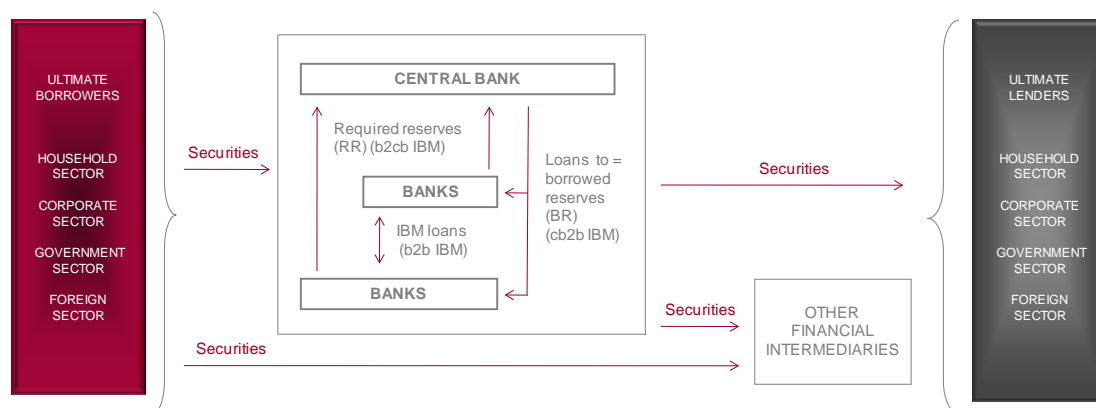 ULTIMATE
BORROWERS
HOUSEHOLD
SECTOR
CORPORATE
SECTOR
GOVERNMENT
SECTOR
FOREIGN
SECTOR
Securities
CENTRAL BANK
Required reserves
(RR) (b2cb IBM)
BANKS
IBM loans
(b2b IBM)
BANKS
Loans to =
borrowed
reserves
(BR)
(cb2b IBM)
Securities
Securities
Securities
OTHER
FINANCIAL
INTERMEDIARIES
ULTIMATE
LENDERS
HOUSEHOLD
SECTOR
CORPORATE
SECTOR
GOVERNMENT
SECTOR
FOREIGN
SECTOR